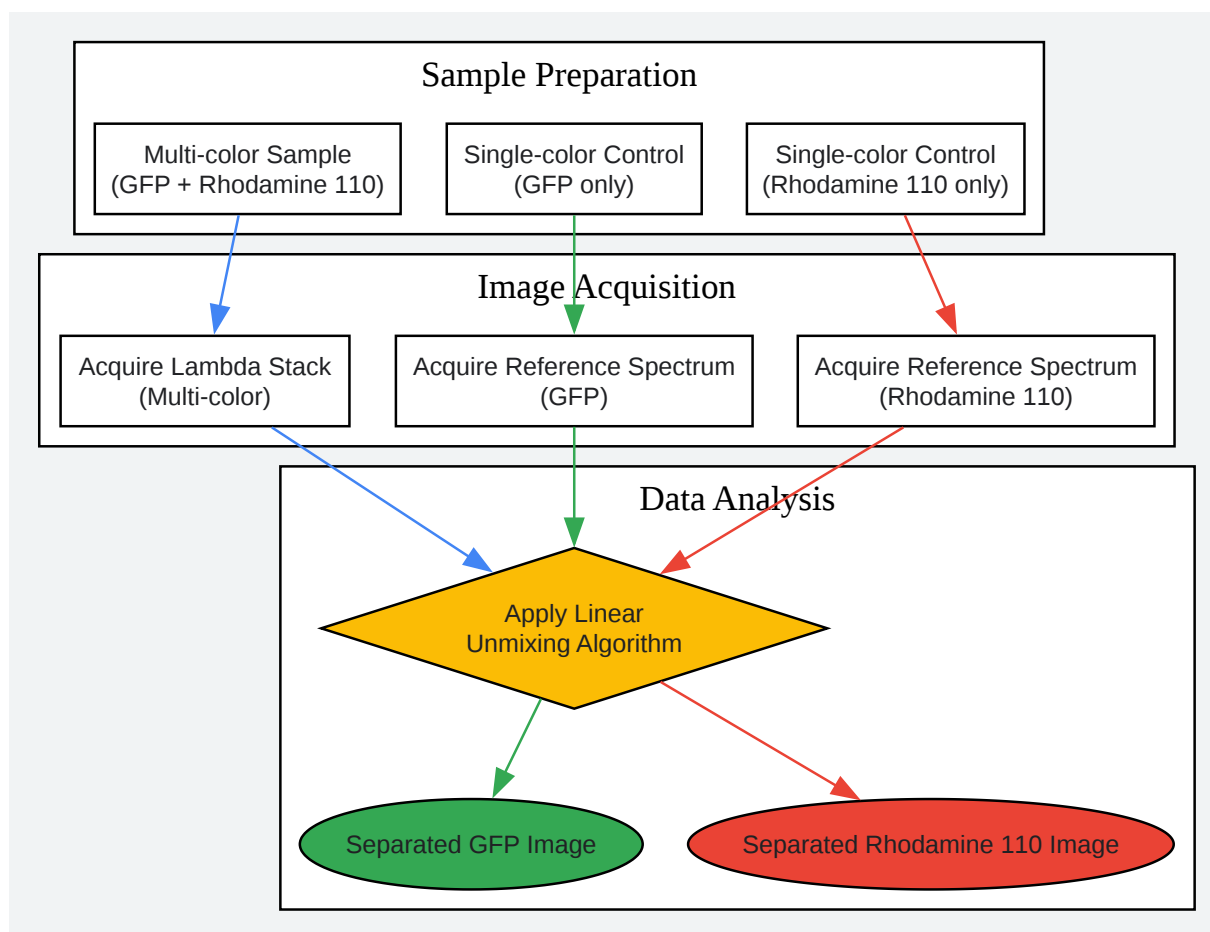 Sample Preparation
Multi-color Sample
(GFP + Rhodamine 110)
Single-color Control
(GFP only)
Single-color Control
(Rhodamine 110 only)
Image Acquisition
Acquire Lambda Stack
(Multi-color)
Acquire Reference Spectrum
(GFP)
Acquire Reference Spectrum
(Rhodamine 110)
Data Analysis
Apply Linear
Unmixing Algorithm
Separated GFP Image
Separated Rhodamine 110 Image